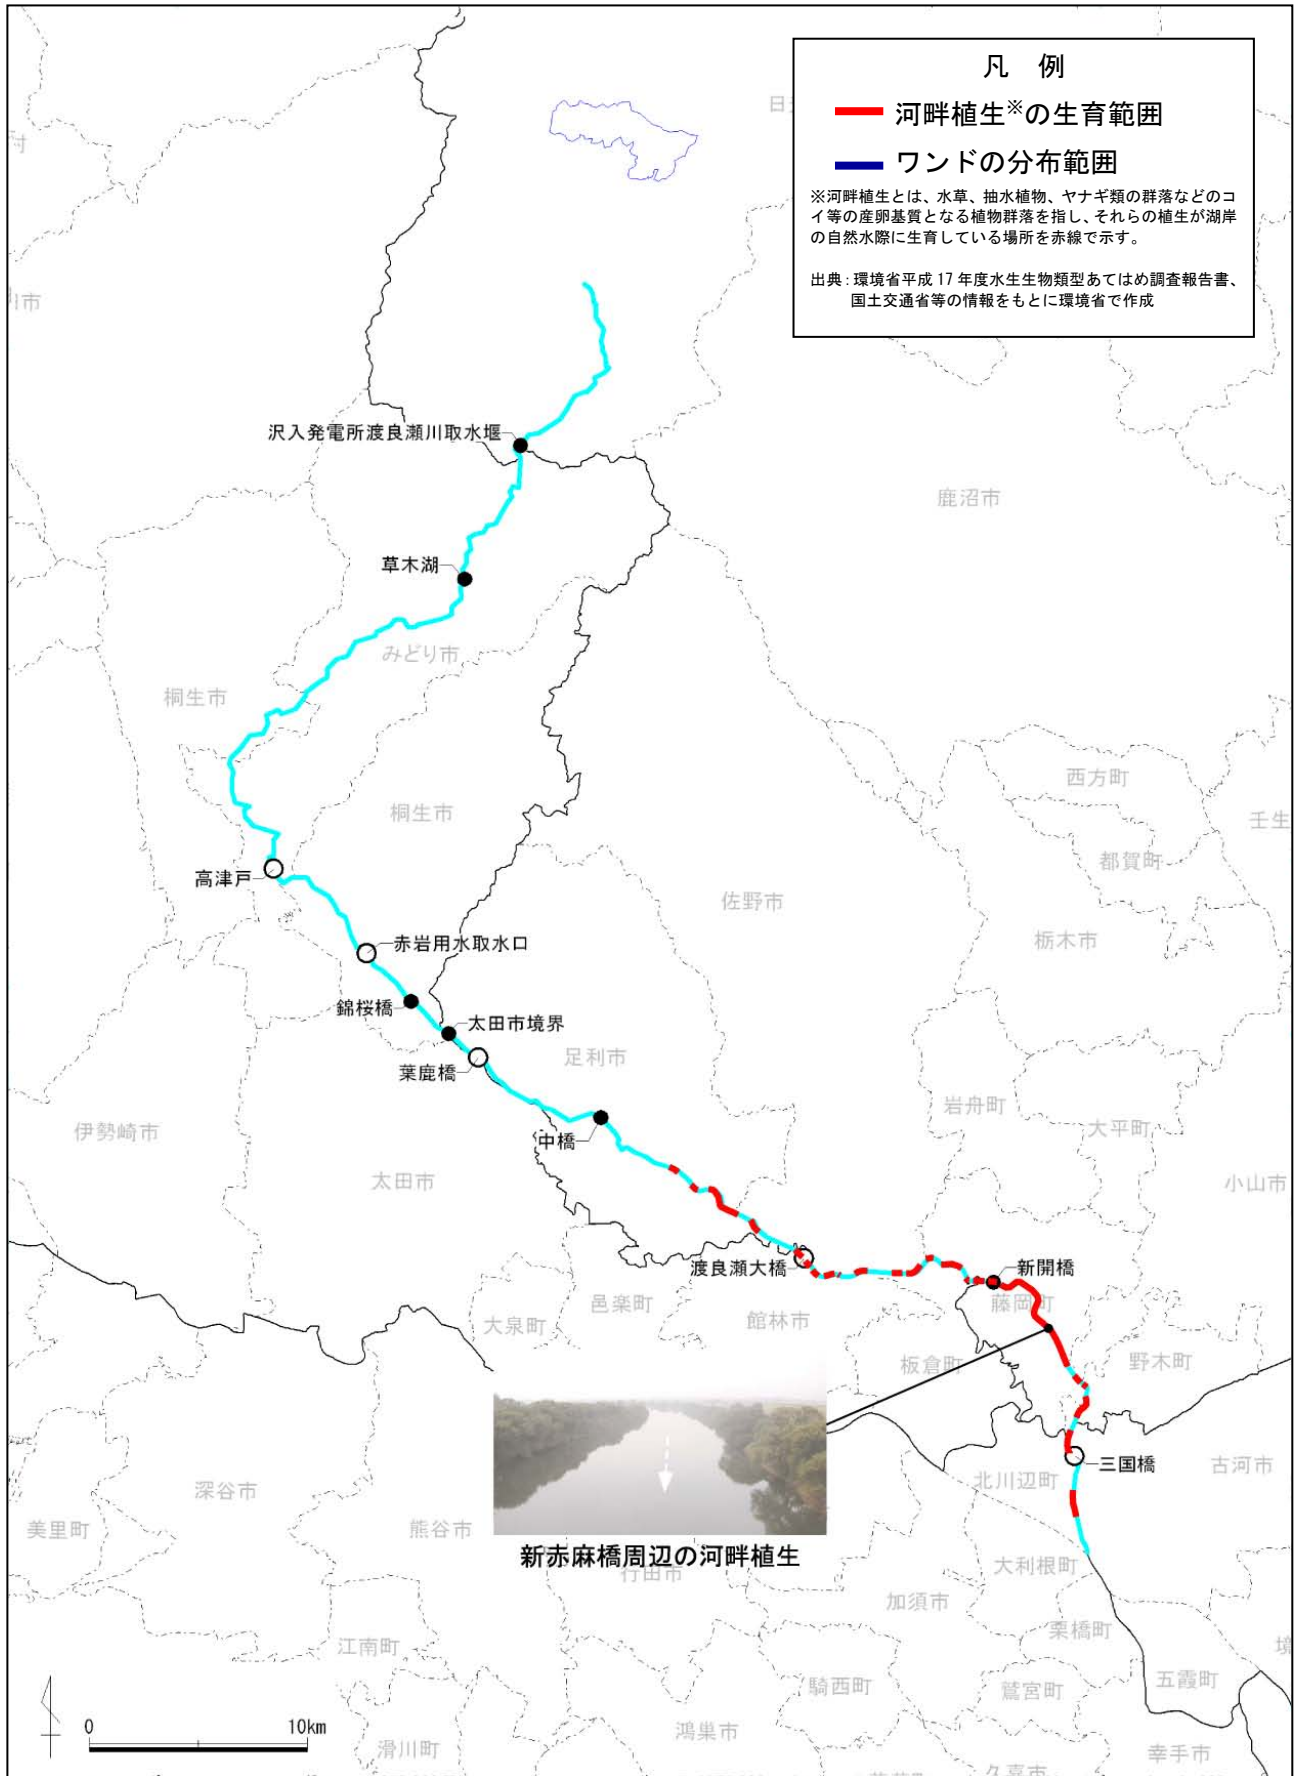 凡 例
河畔植生※の生育範囲
ワンドの分布範囲
※河畔植生とは、水草、抽水植物、ヤナギ類の群落などのコ
イ等の産卵基質となる植物群落を指し、それらの植生が湖岸
の自然水際に生育している場所を赤線で示す。
出典：環境省平成 17 年度水生生物類型あてはめ調査報告書、
国土交通省等の情報をもとに環境省で作成
日
村
市
沢入発電所渡良瀬川取水堰
鹿沼市
草木湖
みどり市
桐生市
西方町
桐生市
壬生
都賀町
高津戸
佐野市
栃木市
赤岩用水取水口
錦桜橋
太田市境界
足利市
葉鹿橋
岩舟町
大平町
伊勢崎市
中橋
太田市
小山市
渡良瀬大橋
新開橋
藤岡町
邑楽町
館林市
大泉町
板倉町
野木町
三国橋
古河市
北川辺町
深谷市
美里町
熊谷市
新赤麻橋周辺の河畔植生
行田市
大利根町
加須市
栗橋町
江南町
境
騎西町
鷲宮町
五霞町
0 10km
鴻巣市
滑川町
幸手市
久喜市